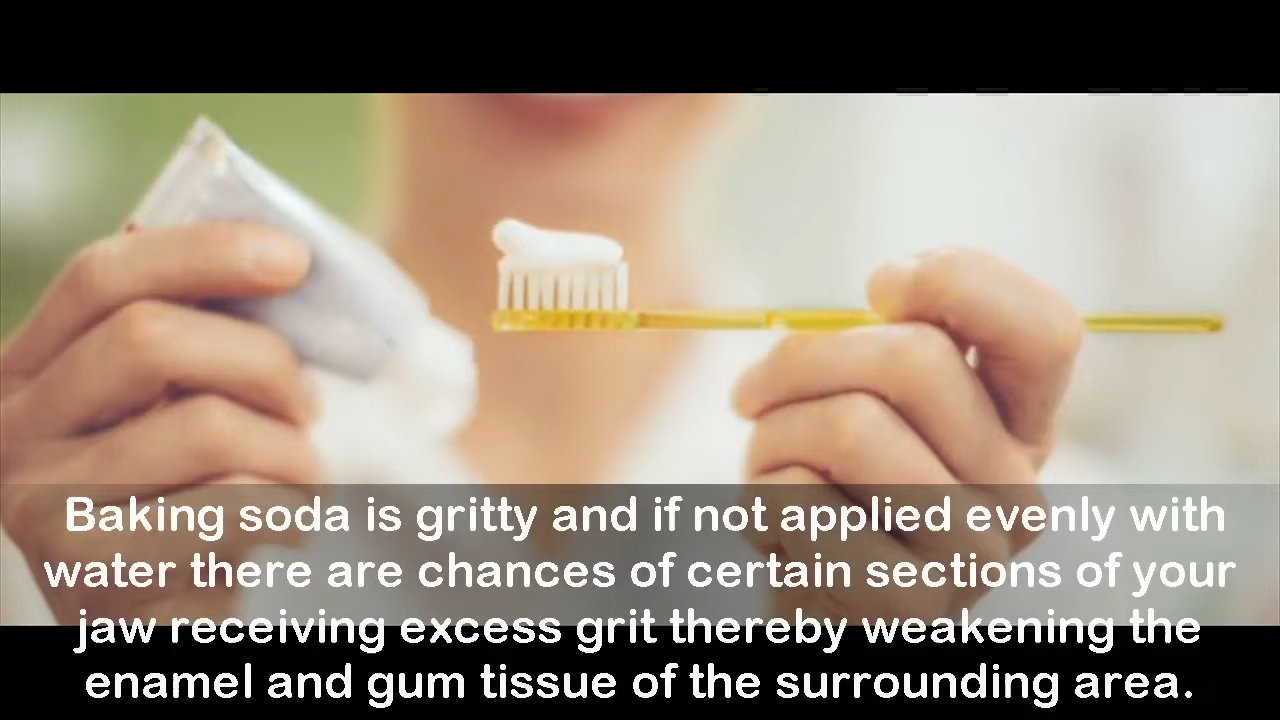 Baking soda is gritty and if not applied evenly with
water there are chances of certain sections of your
jaw receiving excess grit thereby weakening the
enamel and gum tissue of the surrounding area.